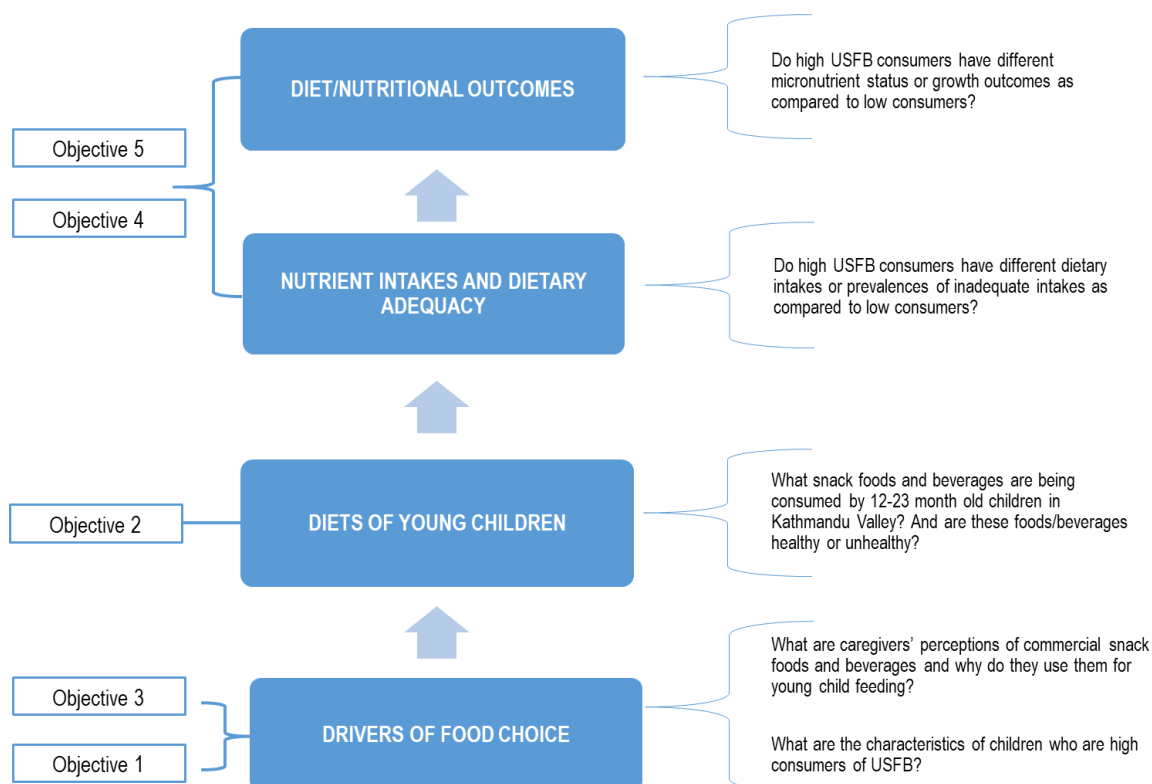 DIET/NUTRITIONAL OUTCOMES
Do high USFB consumers have different
micronutrient status or growth outcomes as
compared to low consumers?
Objective 5
Objective 4
NUTRIENT INTAKES AND DIETARY
ADEQUACY
Do high USFB consumers have different dietary
intakes or prevalences of inadequate intakes as
compared to low consumers?
Objective 2
DIETS OF YOUNG CHILDREN
What snack foods and beverages are being
consumed by 12-23 month old children in
Kathmandu Valley? And are these foods/beverages
healthy or unhealthy?
Objective 3
Objective 1
DRIVERS OF FOOD CHOICE
What are caregivers’ perceptions of commercial snack
foods and beverages and why do they use them for
young child feeding?
What are the characteristics of children who are high
consumers of USFB?